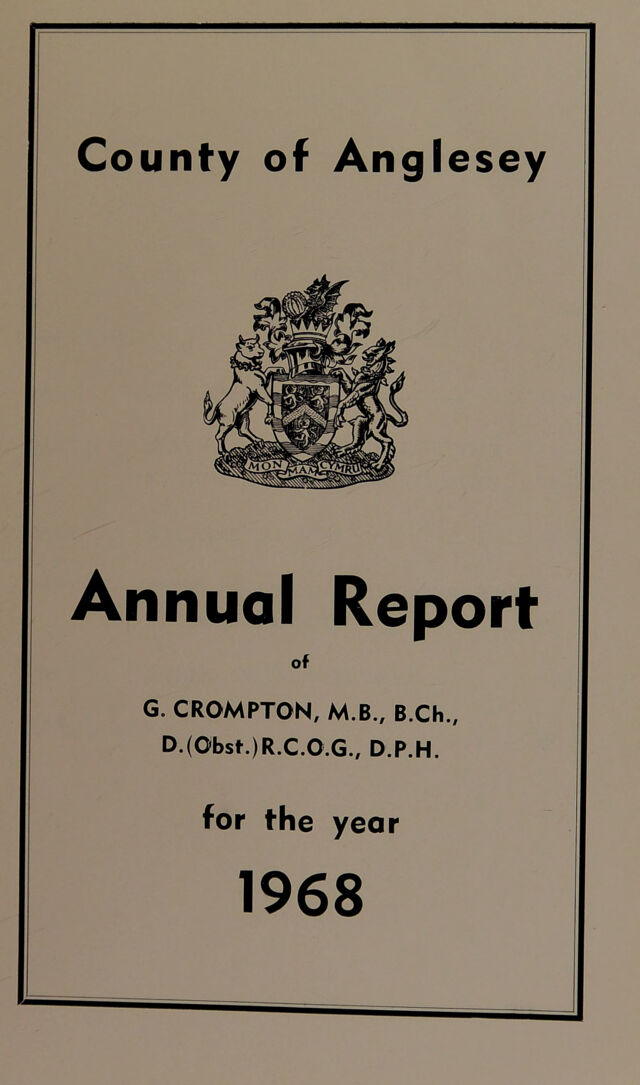 County of Anglesey
MON MAM CYMRU
Annual Report
of
G. CROMPTON, M.B., B.Ch.,
D.(Obst.)R.C.O.G., D.P.H.
for the year
1968